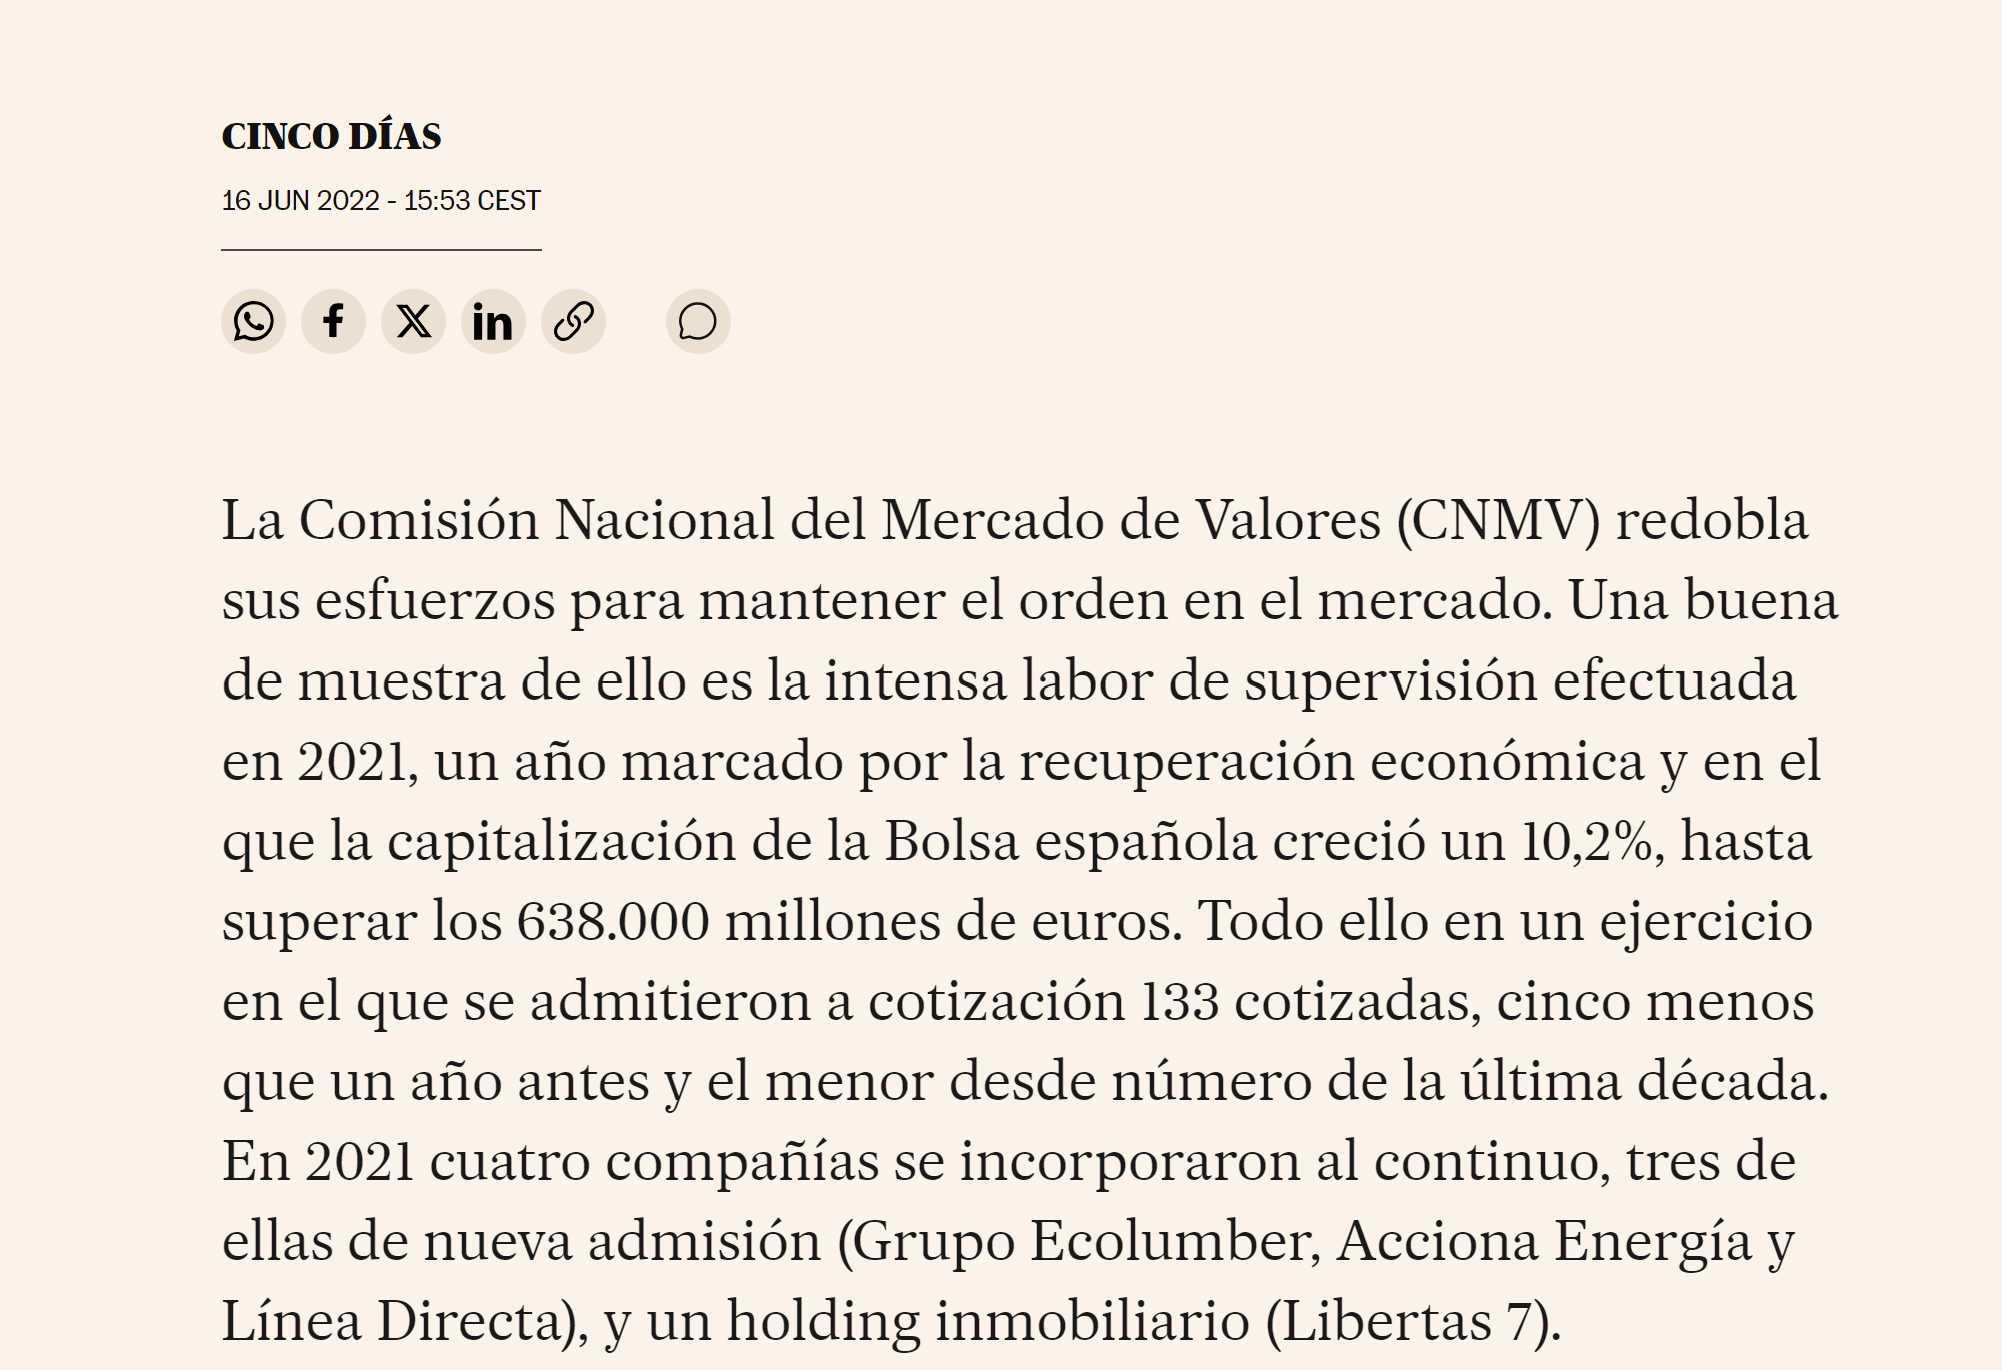 CINCO DÍAS
16 JUN 2022 - 15:53 CEST
La Comisión Nacional del Mercado de Valores (CNMV) redobla
sus esfuerzos para mantener el orden en el mercado. Una buena
de muestra de ello es la intensa labor de supervisión efectuada
en 2021, un año marcado por la recuperación económica y en el
que la capitalización de la Bolsa española creció un 10,2%, hasta
superar los 638.000 millones de euros. Todo ello en un ejercicio
en el que se admitieron a cotización 133 cotizadas, cinco menos
que un año antes y el menor desde número de la última década.
En 2021 cuatro compañías se incorporaron al continuo, tres de
ellas de nueva admisión (Grupo Ecolumber, Acciona Energía y
Línea Directa), y un holding inmobiliario (Libertas 7).